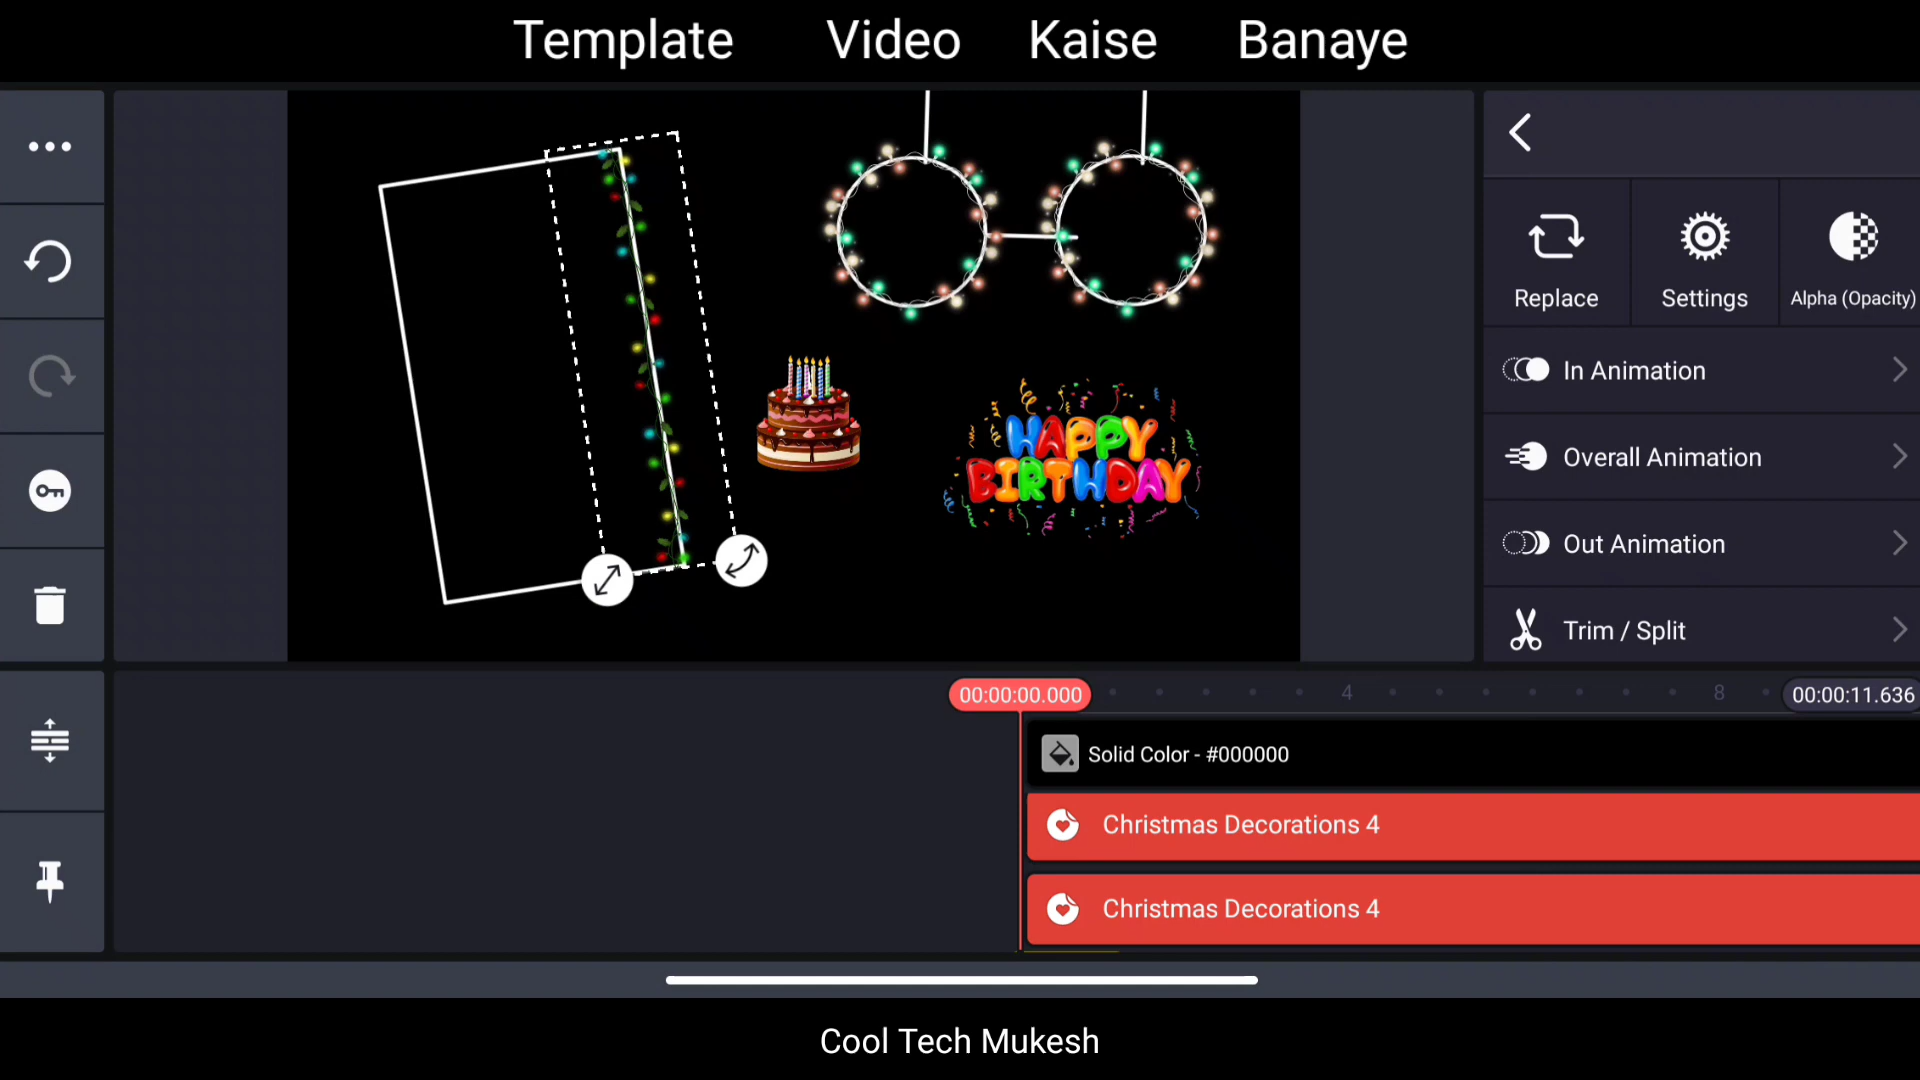 Template Video Kaise Banaye
Replace
Settings
Alpha (Opacity)
In Animation
Overall Animation
Out Animation
Trim / Split
HAPPY
BIRTHDAY
00:00:00.000
4
8
00:00:11.636
Solid Color - #000000
Christmas Decorations 4
Christmas Decorations 4
Cool Tech Mukesh